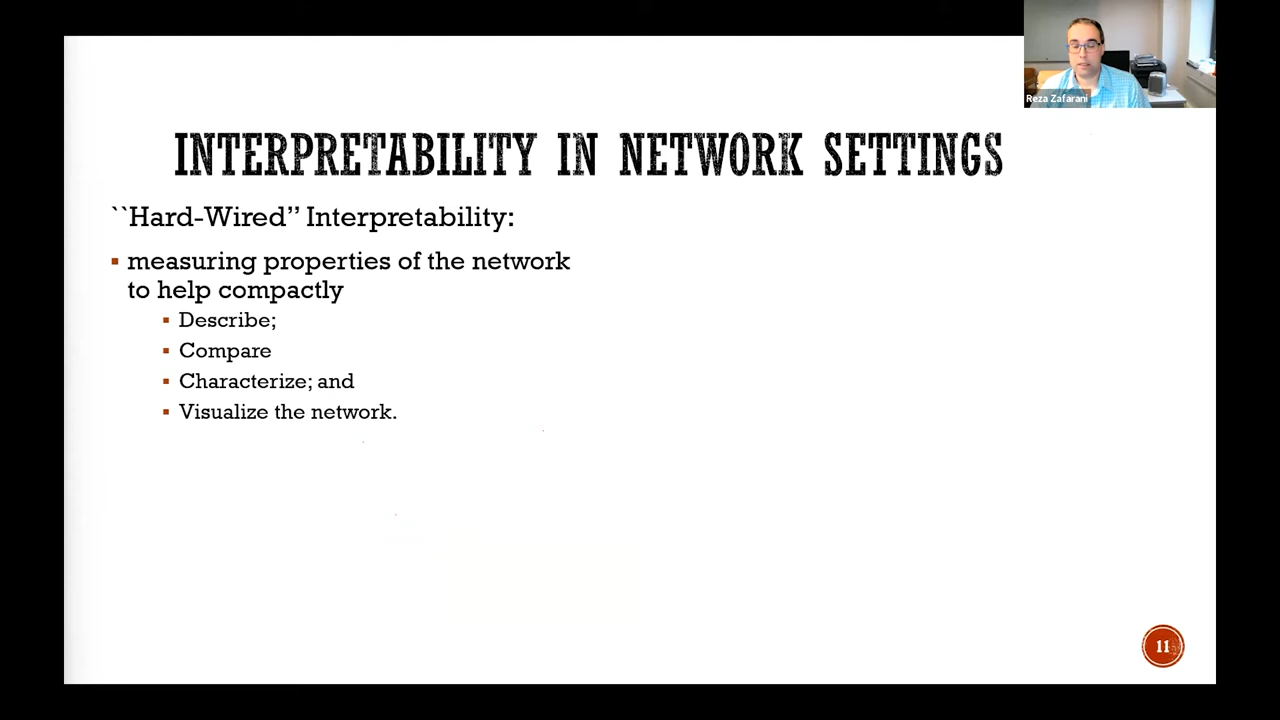 Reza Zafarani
INTERPRETABILITY IN NETWORK SETTINGS
``Hard-Wired” Interpretability:
▪ measuring properties of the network
to help compactly
▪ Describe;
▪ Compare
▪ Characterize; and
▪ Visualize the network.
11